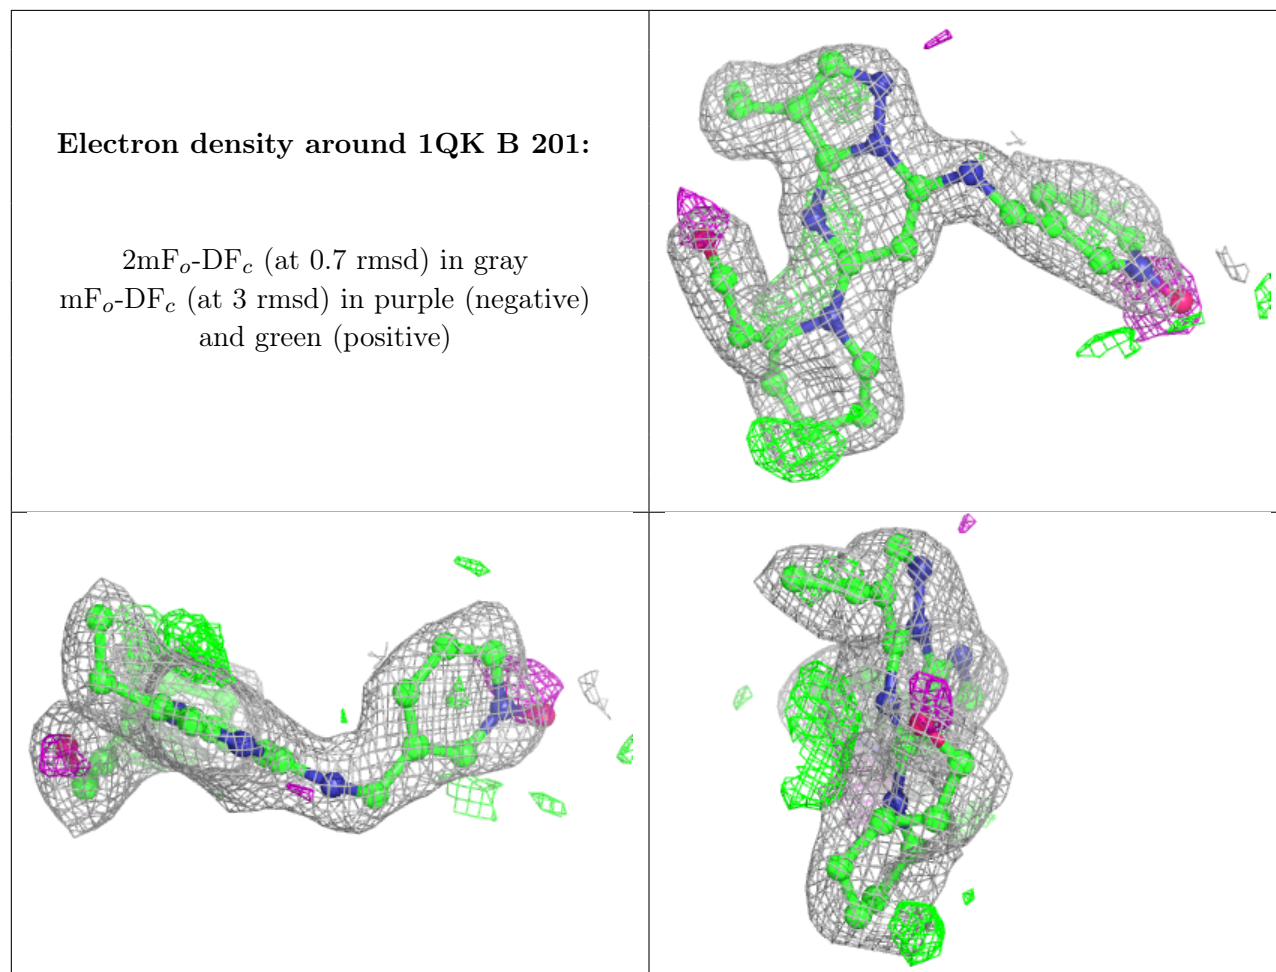 Electron density around 1QK B 201:
2mFo-DFc (at 0.7 rmsd) in gray
mFo-DFc (at 3 rmsd) in purple (negative)
and green (positive)